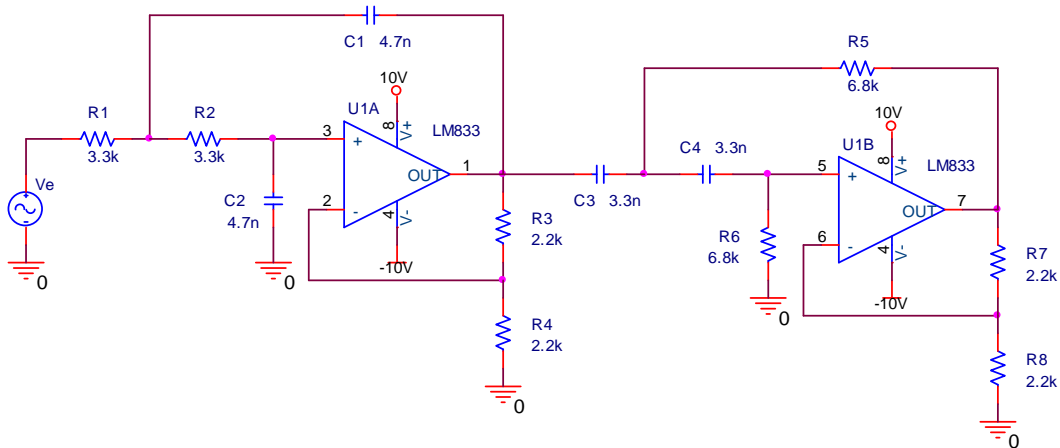 C1 4.7n
R5
6.8k
10V
U1A
LM833
R1
3.3k
R2
3.3k
3
+
8
V+
OUT
1
2
-
4
V-
-10V
Ve
C2
4.7n
0
0
R3
2.2k
R4
2.2k
0
C3 3.3n
C4 3.3n
R6
6.8k
0
10V
U1B
LM833
5
+
8
V+
OUT
7
6
-
4
V-
-10V
R7
2.2k
R8
2.2k
0